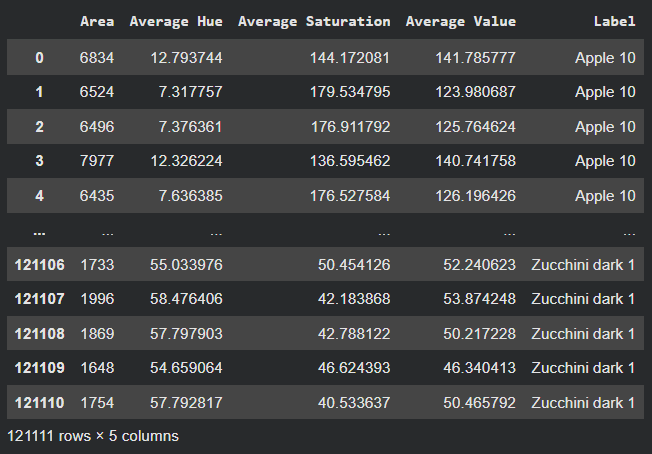 Area Average Hue Average Saturation Average Value Label
0 6834 12.793744 144.172081 141.785777 Apple 10
1 6524 7.317757 179.534795 123.980687 Apple 10
2 6496 7.376361 176.911792 125.764624 Apple 10
3 7977 12.326224 136.595462 140.741758 Apple 10
4 6435 7.636385 176.527584 126.196426 Apple 10
... ... ... ... ... ...
121106 1733 55.033976 50.454126 52.240623 Zucchini dark 1
121107 1996 58.476406 42.183868 53.874248 Zucchini dark 1
121108 1869 57.797903 42.788122 50.217228 Zucchini dark 1
121109 1648 54.659064 46.624393 46.340413 Zucchini dark 1
121110 1754 57.792817 40.533637 50.465792 Zucchini dark 1
121111 rows × 5 columns